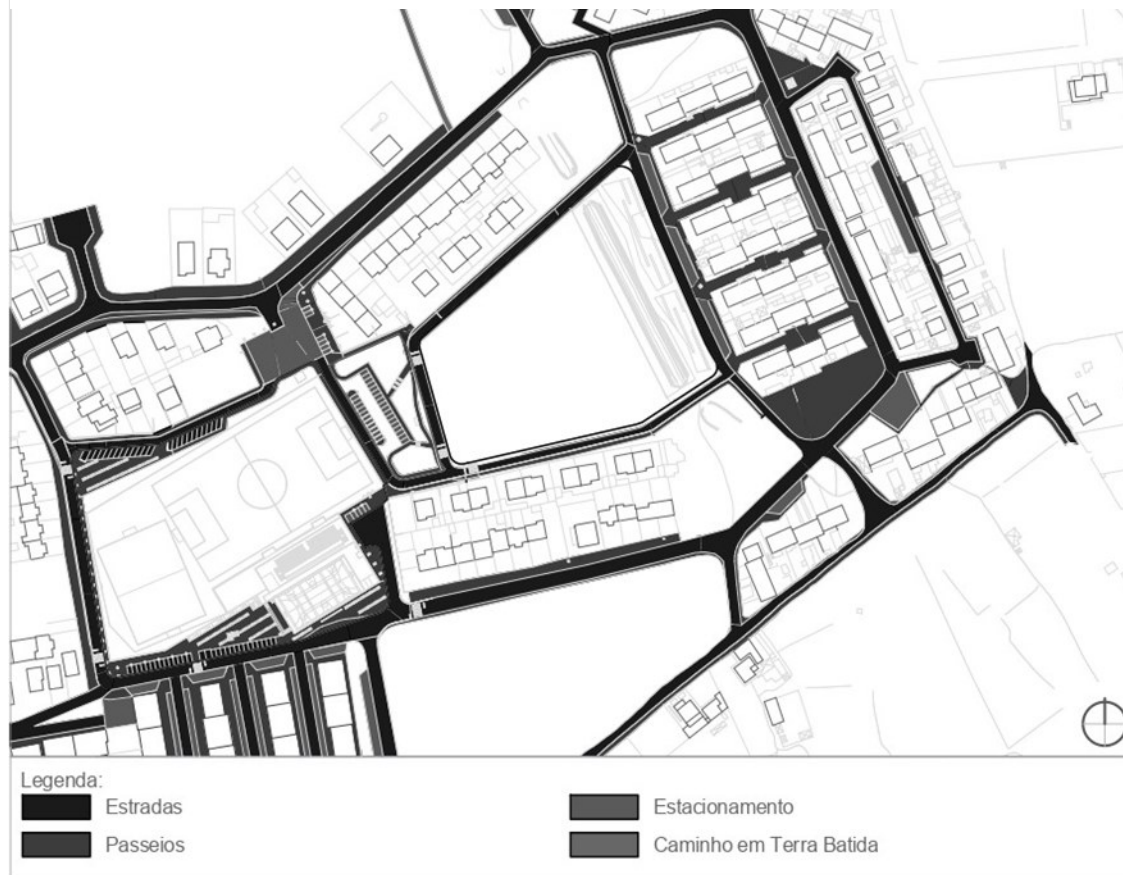 Legenda:
Estradas
Passeios
Estacionamento
Caminho em Terra Batida